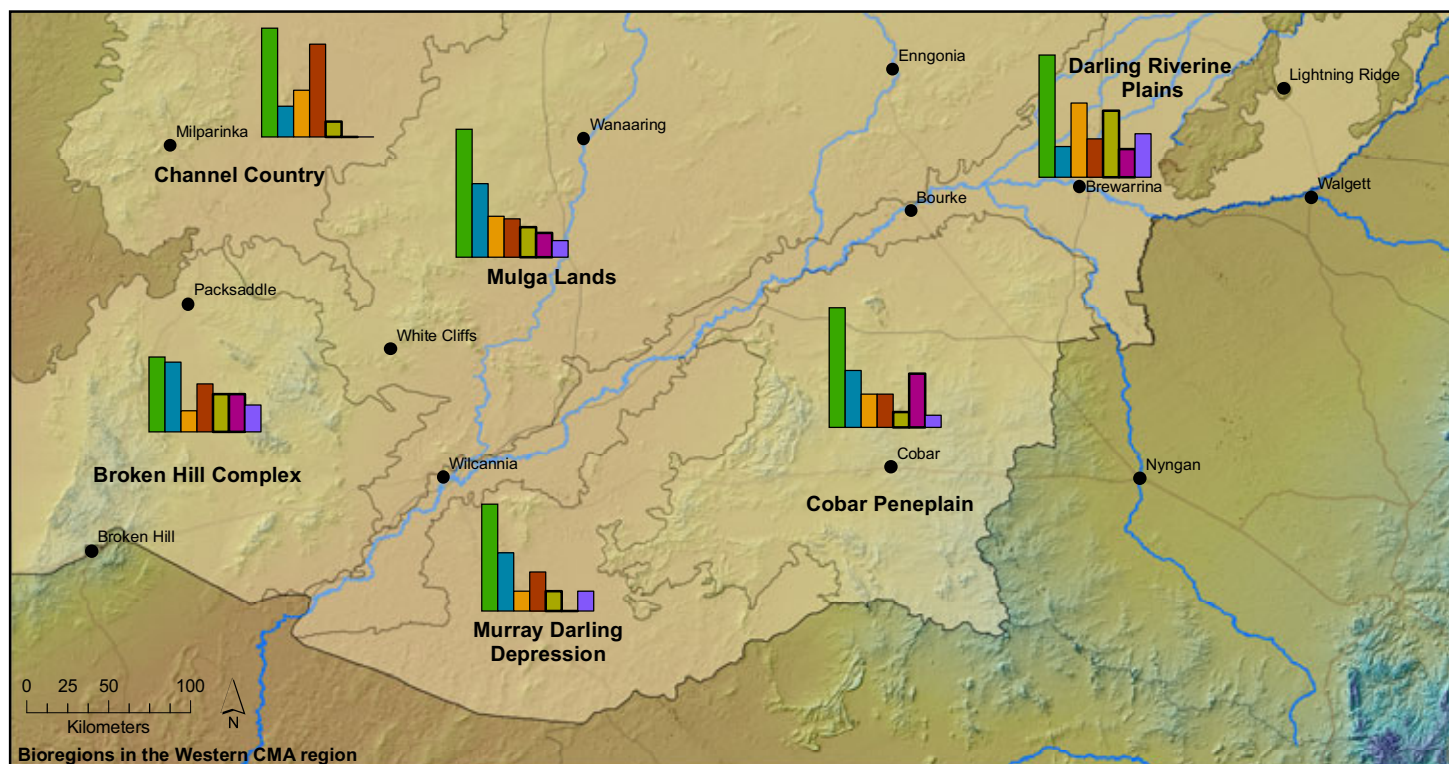 Enngonia
Darling Riverine
Plains
Lightning Ridge
Milparinka
Wanaaring
Channel Country
Brewarrina
Walgett
Bourke
Mulga Lands
Packsaddle
White Cliffs
Cobar
Wilcannia
Broken Hill Complex
Nyngan
Cobar Peneplain
Broken Hill
Murray Darling
Depression
0 25 50 100
Kilometers
N
Bioregions in the Western CMA region